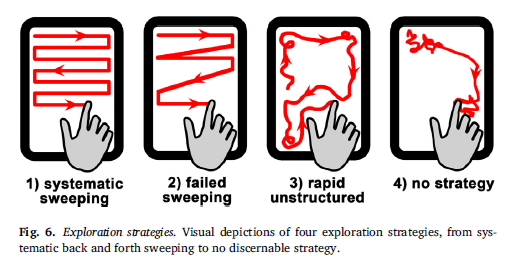 1) systematic sweeping
2) failed sweeping
3) rapid unstructured
4) no strategy
Fig. 6. Exploration strategies. Visual depictions of four exploration strategies, from sys-
tematic back and forth sweeping to no discernable strategy.